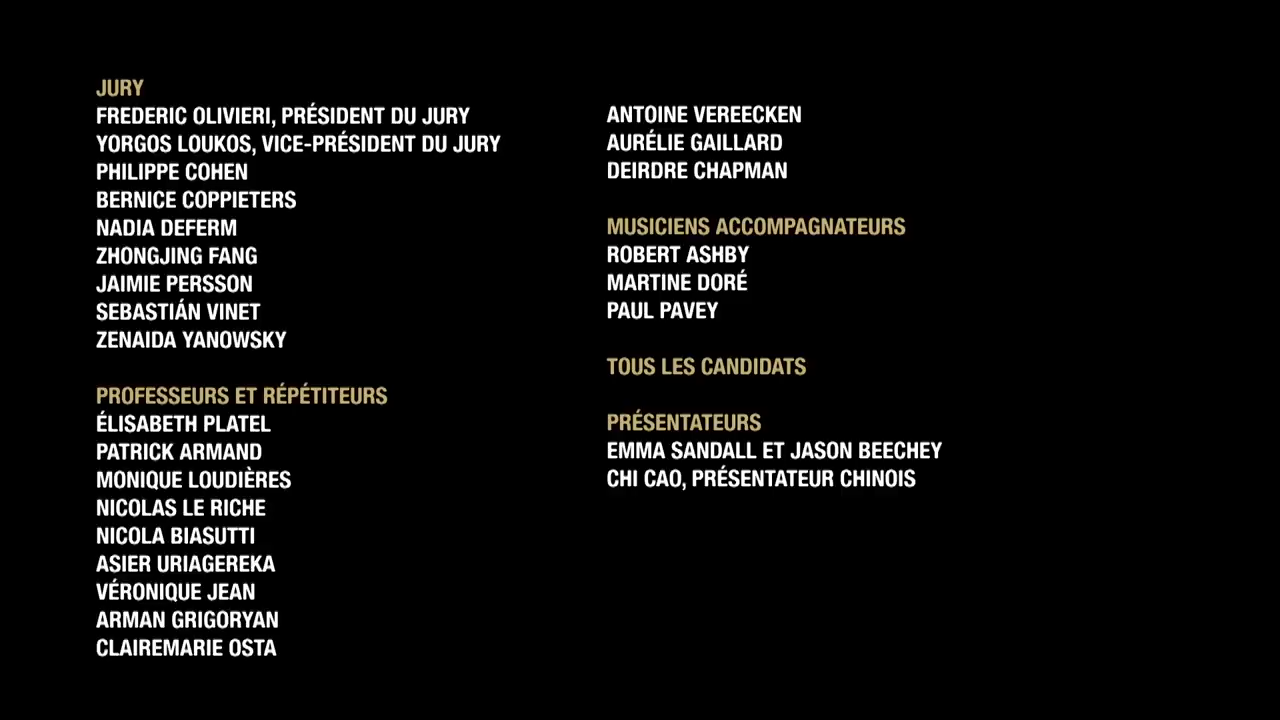 JURY
FREDERIC OLIVIERI, PRÉSIDENT DU JURY
YORGOS LOUKOS, VICE-PRÉSIDENT DU JURY
PHILIPPE COHEN
BERNICE COPPIETERS
NADIA DEFERM
ZHONGJING FANG
JAIMIE PERSSON
SEBASTIÁN VINET
ZENAIDA YANOWSKY
PROFESSEURS ET RÉPÉTITEURS
ÉLISABETH PLATEL
PATRICK ARMAND
MONIQUE LOUDIÈRES
NICOLAS LE RICHE
NICOLA BIASUTTI
ASIER URIAGEREKA
VÉRONIQUE JEAN
ARMAN GRIGORYAN
CLAIREMARIE OSTA
ANTOINE VEREECKEN
AURÉLIE GAILLARD
DEIRDRE CHAPMAN
MUSICIENS ACCOMPAGNATEURS
ROBERT ASHBY
MARTINE DORÉ
PAUL PAVEY
TOUS LES CANDIDATS
PRÉSENTATEURS
EMMA SANDALL ET JASON BEECHEY
CHI CAO, PRÉSENTATEUR CHINOIS